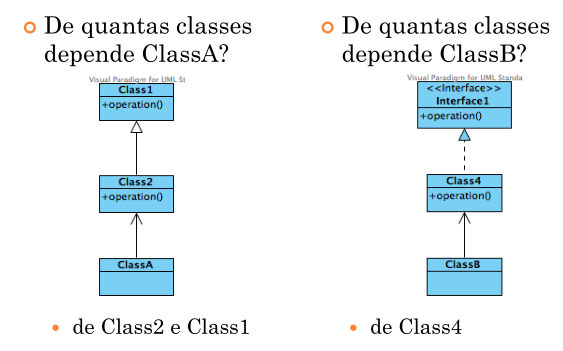 De quantas classes
depende ClassA?
Visual Paradigm for UML St
Class1
+operation()
Class2
+operation()
ClassA
de Class2 e Class1
De quantas classes
depende ClassB?
Visual Paradigm for UML Standa
<<Interface>>
Interface1
+operation()
Class4
+operation()
ClassB
de Class4